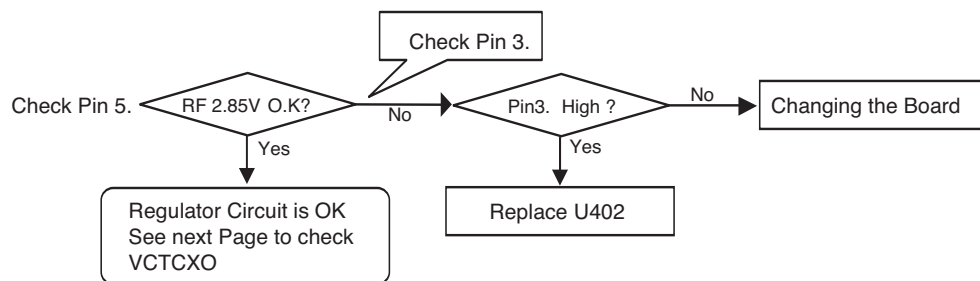 Check Pin 3.
Check Pin 5.
RF 2.85V O.K?
No
Pin3. High ?
No
Changing the Board
Yes
Yes
Regulator Circuit is OK
See next Page to check
VCTCXO
Replace U402